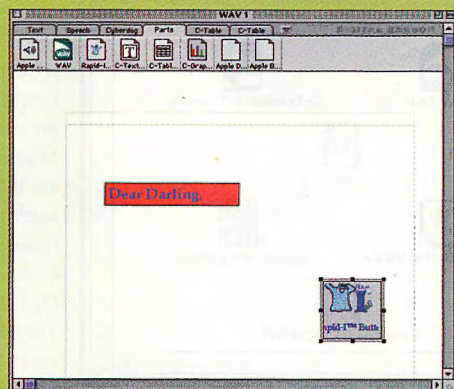 WAV 1
Text Speech Cyberdog Parts C-Table C-Table
Apple ... WAV Rapid-I... C-Text... C-Tabl... C-Grap... Apple D... Apple B...
Dear Darling,
apid-I™ Butt